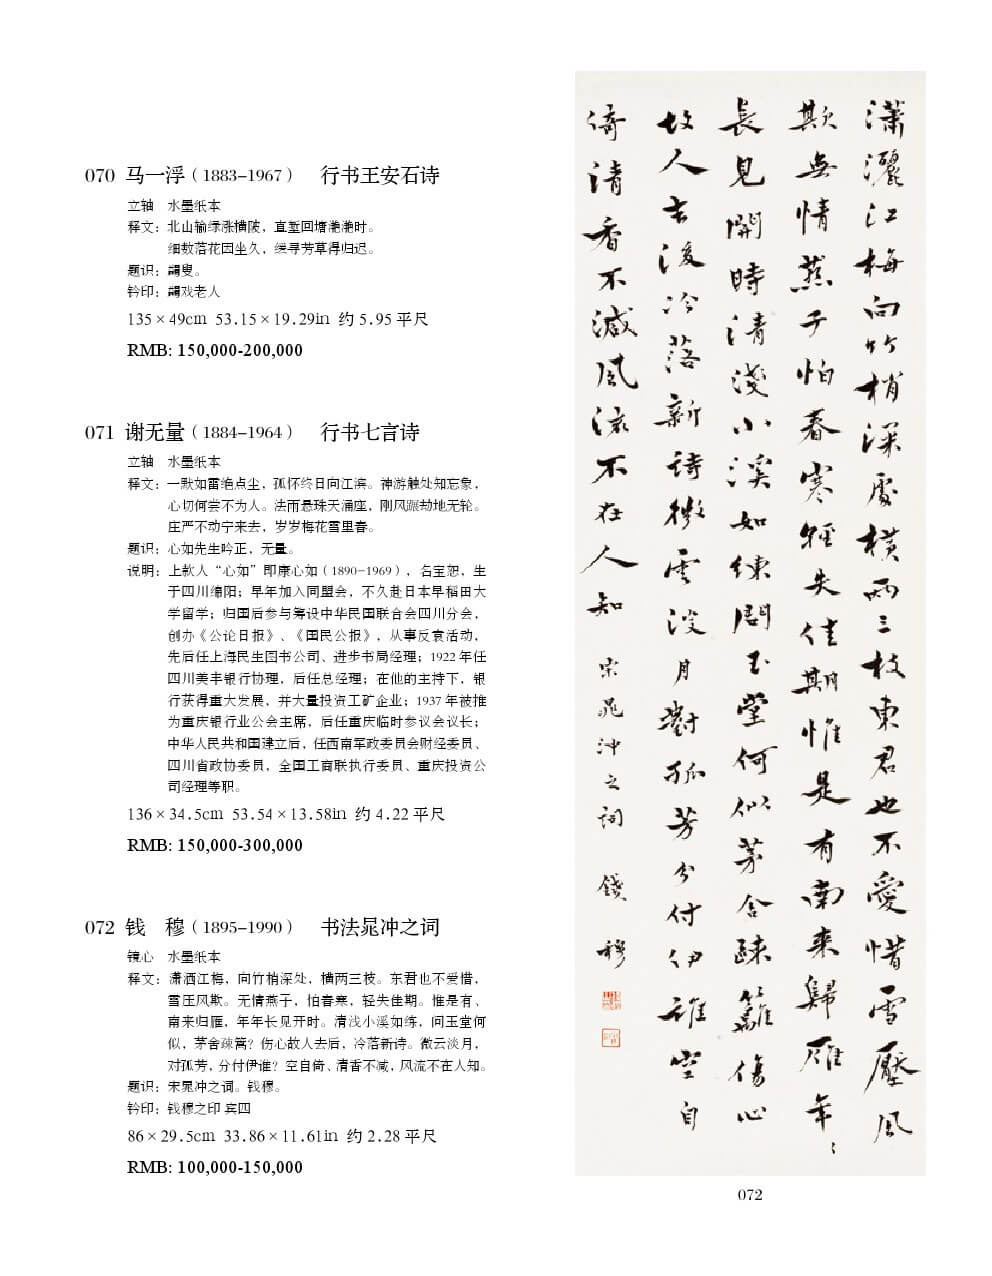 070 马一浮（1883-1967） 行书王安石诗
立轴 水墨纸本
释文：北山输绿涨横陂，直堑回塘滟滟时。
细数落花因坐久，缓寻芳草得归迟。
题识：蠲叟。
钤印：蠲戏老人
135×49cm 53.15×19.29in 约5.95平尺
RMB: 150,000-200,000
071 谢无量（1884-1964） 行书七言诗
立轴 水墨纸本
释文：一默如雷绝点尘，孤怀终日向江滨。神游触处知忘象，
心切何尝不为人。法雨悬珠天涌座，刚风蹍劫地无轮。
庄严不动宁来去，岁岁梅花雪里春。
题识：心如先生吟正，无量。
说明：上款人“心如”即康心如（1890-1969），名宝恕，生
于四川绵阳；早年加入同盟会，不久赴日本早稻田大
学留学；归国后参与筹设中华民国联合会四川分会，
创办《公论日报》、《国民公报》，从事反袁活动，
先后任上海民生图书公司、进步书局经理；1922年任
四川美丰银行协理，后任总经理；在他的主持下，银
行获得重大发展，并大量投资工矿企业；1937年被推
为重庆银行业公会主席，后任重庆临时参议会议长；
中华人民共和国建立后，任西南军政委员会财经委员、
四川省政协委员，全国工商联执行委员、重庆投资公
司经理等职。
136×34.5cm 53.54×13.58in 约4.22平尺
RMB: 150,000-300,000
072 钱 穆（1895-1990） 书法晁冲之词
镜心 水墨纸本
释文：潇洒江梅，向竹梢深处，横两三枝。东君也不爱惜，
雪压风欺。无情燕子，怕春寒，轻失佳期。惟是有、
南来归雁，年年长见开时。清浅小溪如练，问玉堂何
似，茅舍疎篱？伤心故人去后，冷落新诗。微云淡月，
对孤芳，分付伊谁？空自倚、清香不减，风流不在人知。
题识：宋晁冲之词。钱穆。
钤印：钱穆之印 宾四
86×29.5cm 33.86×11.61in 约2.28平尺
RMB: 100,000-150,000
瀟灑江梅向竹梢深處橫兩三枝東君也不愛惜雪壓風
欺無情燕子怕春寒輕失佳期惟是有南來歸雁年〻
長見開時清淺小溪如練問玉堂何似茅舍疎籬傷心
故人去後冷落新詩微雲淡月對孤芳分付伊誰空自
倚清香不減風流不在人知 宋晁沖之詞 錢穆
072